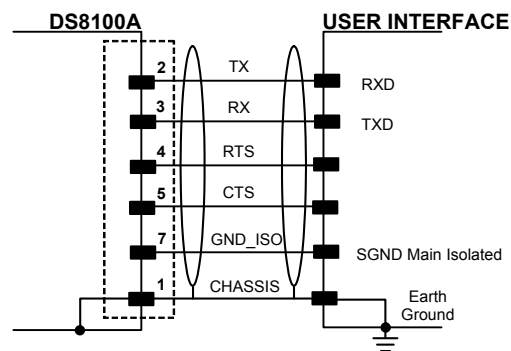 DS8100A USER INTERFACE
2 TX RXD
3 RX TXD
4 RTS
5 CTS
7 GND_ISO SGND Main Isolated
1 CHASSIS Earth
Ground